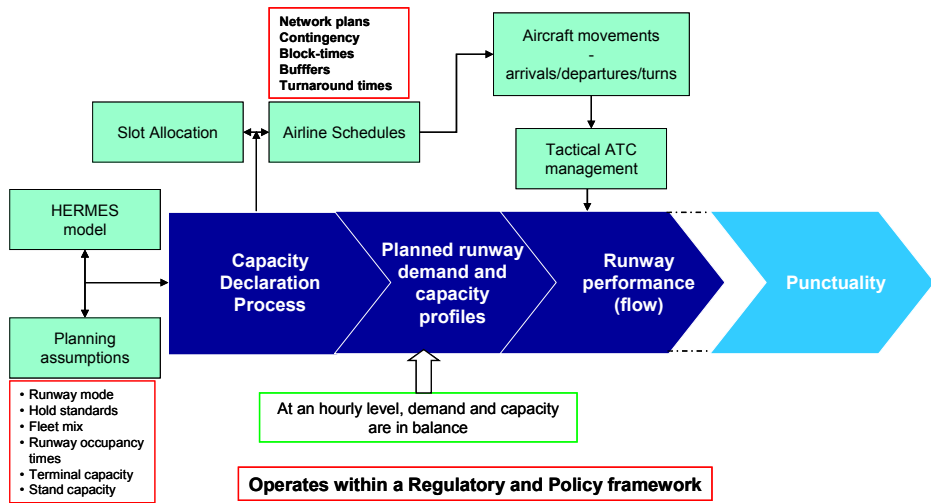 Network plans
Contingency
Block-times
Bufffers
Turnaround times
Aircraft movements
-
arrivals/departures/turns
Slot Allocation
Airline Schedules
Tactical ATC
management
HERMES
model
Capacity
Declaration
Process
Planned runway
demand and
capacity
profiles
Runway
performance
(flow)
Punctuality
Planning
assumptions
• Runway mode
• Hold standards
• Fleet mix
• Runway occupancy
times
• Terminal capacity
• Stand capacity
At an hourly level, demand and capacity
are in balance
Operates within a Regulatory and Policy framework